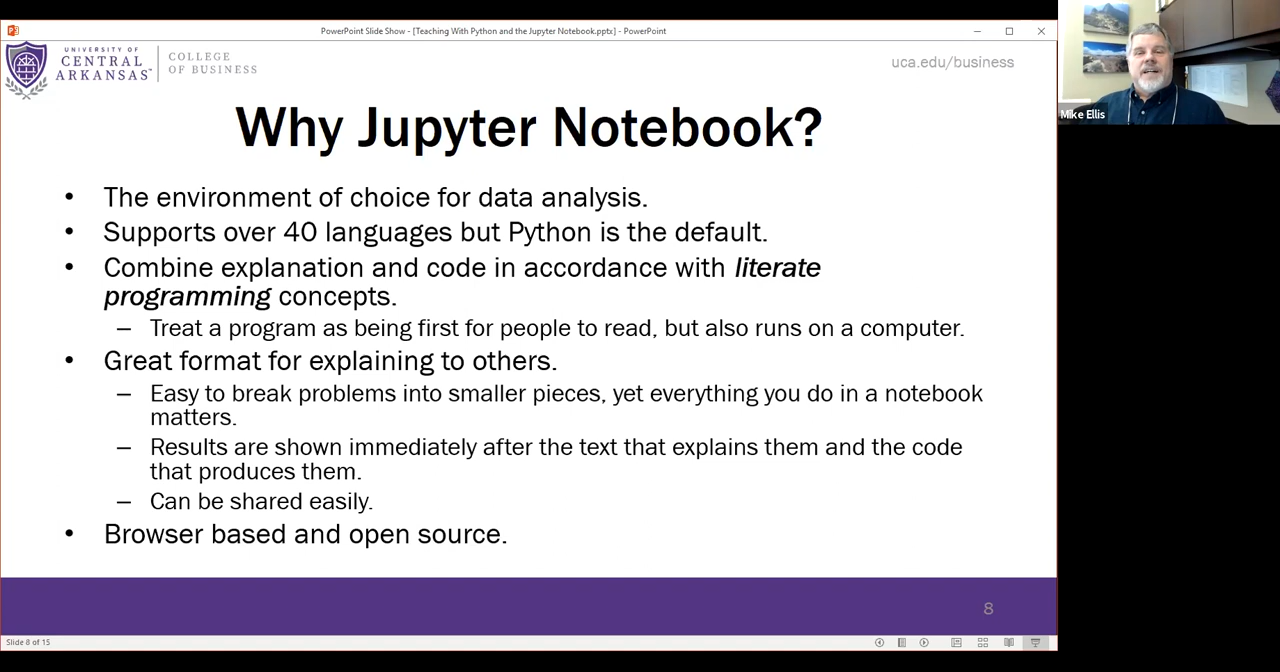 PowerPoint Slide Show - [Teaching With Python and the Jupyter Notebook.pptx] - PowerPoint
UNIVERSITY OF
CENTRAL
ARKANSAS™
COLLEGE
OF BUSINESS
uca.edu/business
Mike Ellis
Why Jupyter Notebook?
• The environment of choice for data analysis.
• Supports over 40 languages but Python is the default.
• Combine explanation and code in accordance with literate
programming concepts.
– Treat a program as being first for people to read, but also runs on a computer.
• Great format for explaining to others.
– Easy to break problems into smaller pieces, yet everything you do in a notebook
matters.
– Results are shown immediately after the text that explains them and the code
that produces them.
– Can be shared easily.
• Browser based and open source.
8
Slide 8 of 15